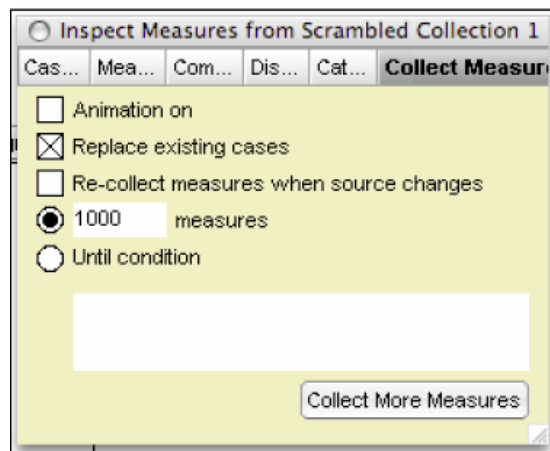 Inspect Measures from Scrambled Collection 1
Cas... Mea... Com... Dis... Cat... Collect Measur
Animation on
Replace existing cases
Re-collect measures when source changes
1000 measures
Until condition
Collect More Measures